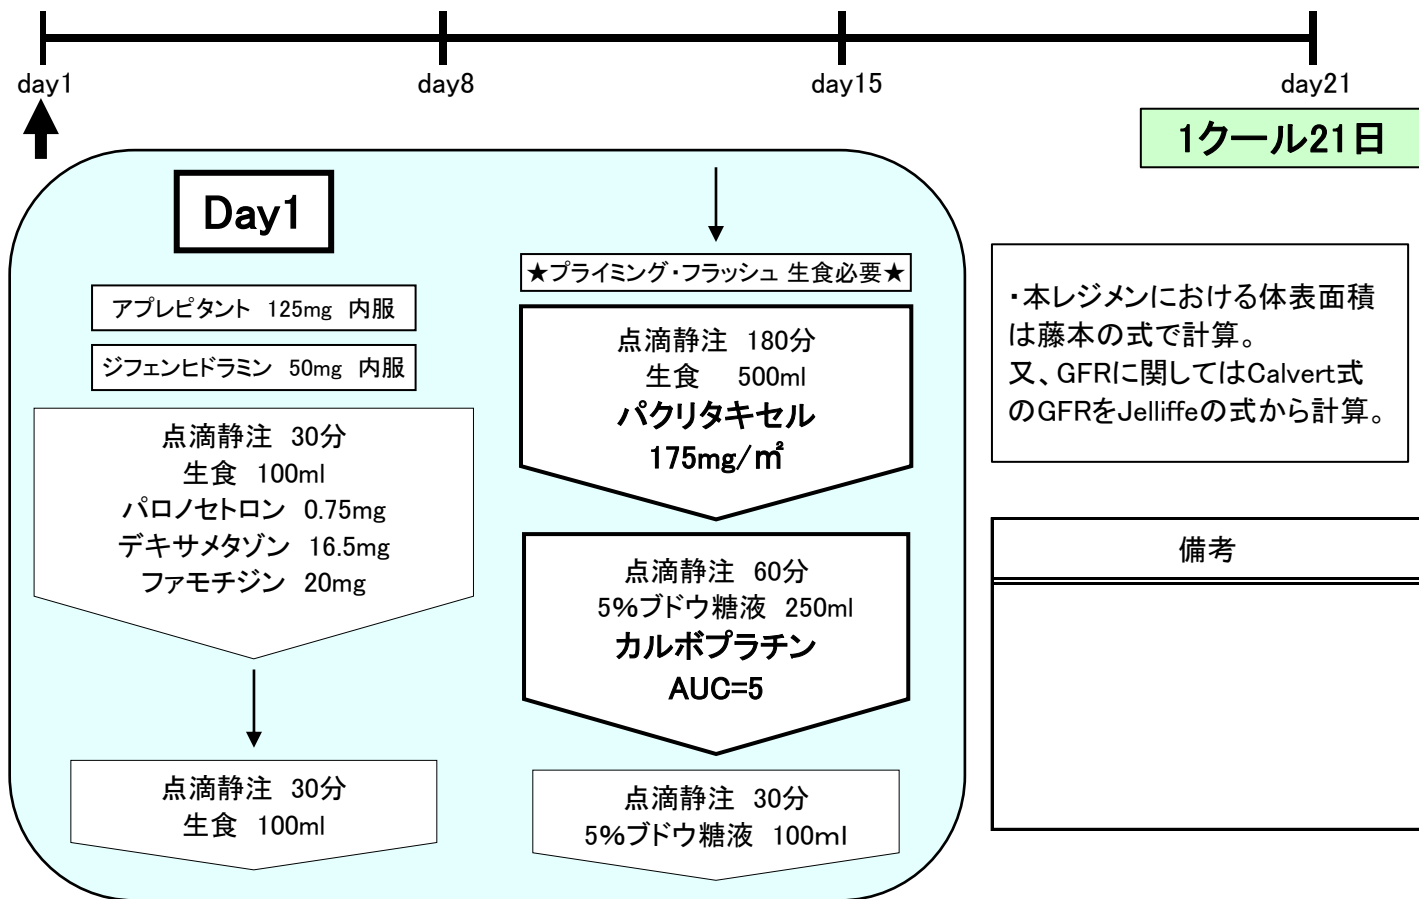 day1
day8
day15
day21
1クール21日
Day1
アプレピタント 125mg 内服
ジフェンヒドラミン 50mg 内服
点滴静注 30分
生食 100ml
パロノセトロン 0.75mg
デキサメタゾン 16.5mg
ファモチジン 20mg
点滴静注 30分
生食 100ml
★プライミング・フラッシュ 生食必要★
点滴静注 180分
生食 500ml
パクリタキセル
175mg/㎡
点滴静注 60分
5%ブドウ糖液 250ml
カルボプラチン
AUC=5
点滴静注 30分
5%ブドウ糖液 100ml
・本レジメンにおける体表面積
は藤本の式で計算。
又、GFRに関してはCalvert式
のGFRをJelliffeの式から計算。
備考